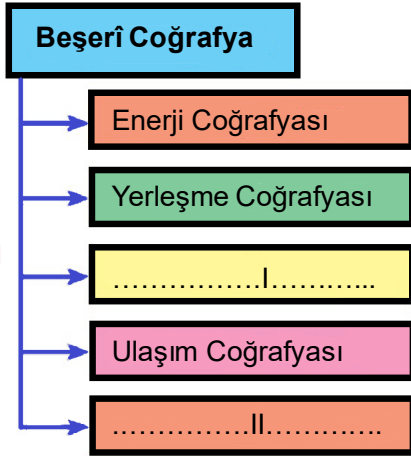 Beşerî Coğrafya
Enerji Coğrafyası
Yerleşme Coğrafyası
…………….I………...
Ulaşım Coğrafyası
..…………..II………….